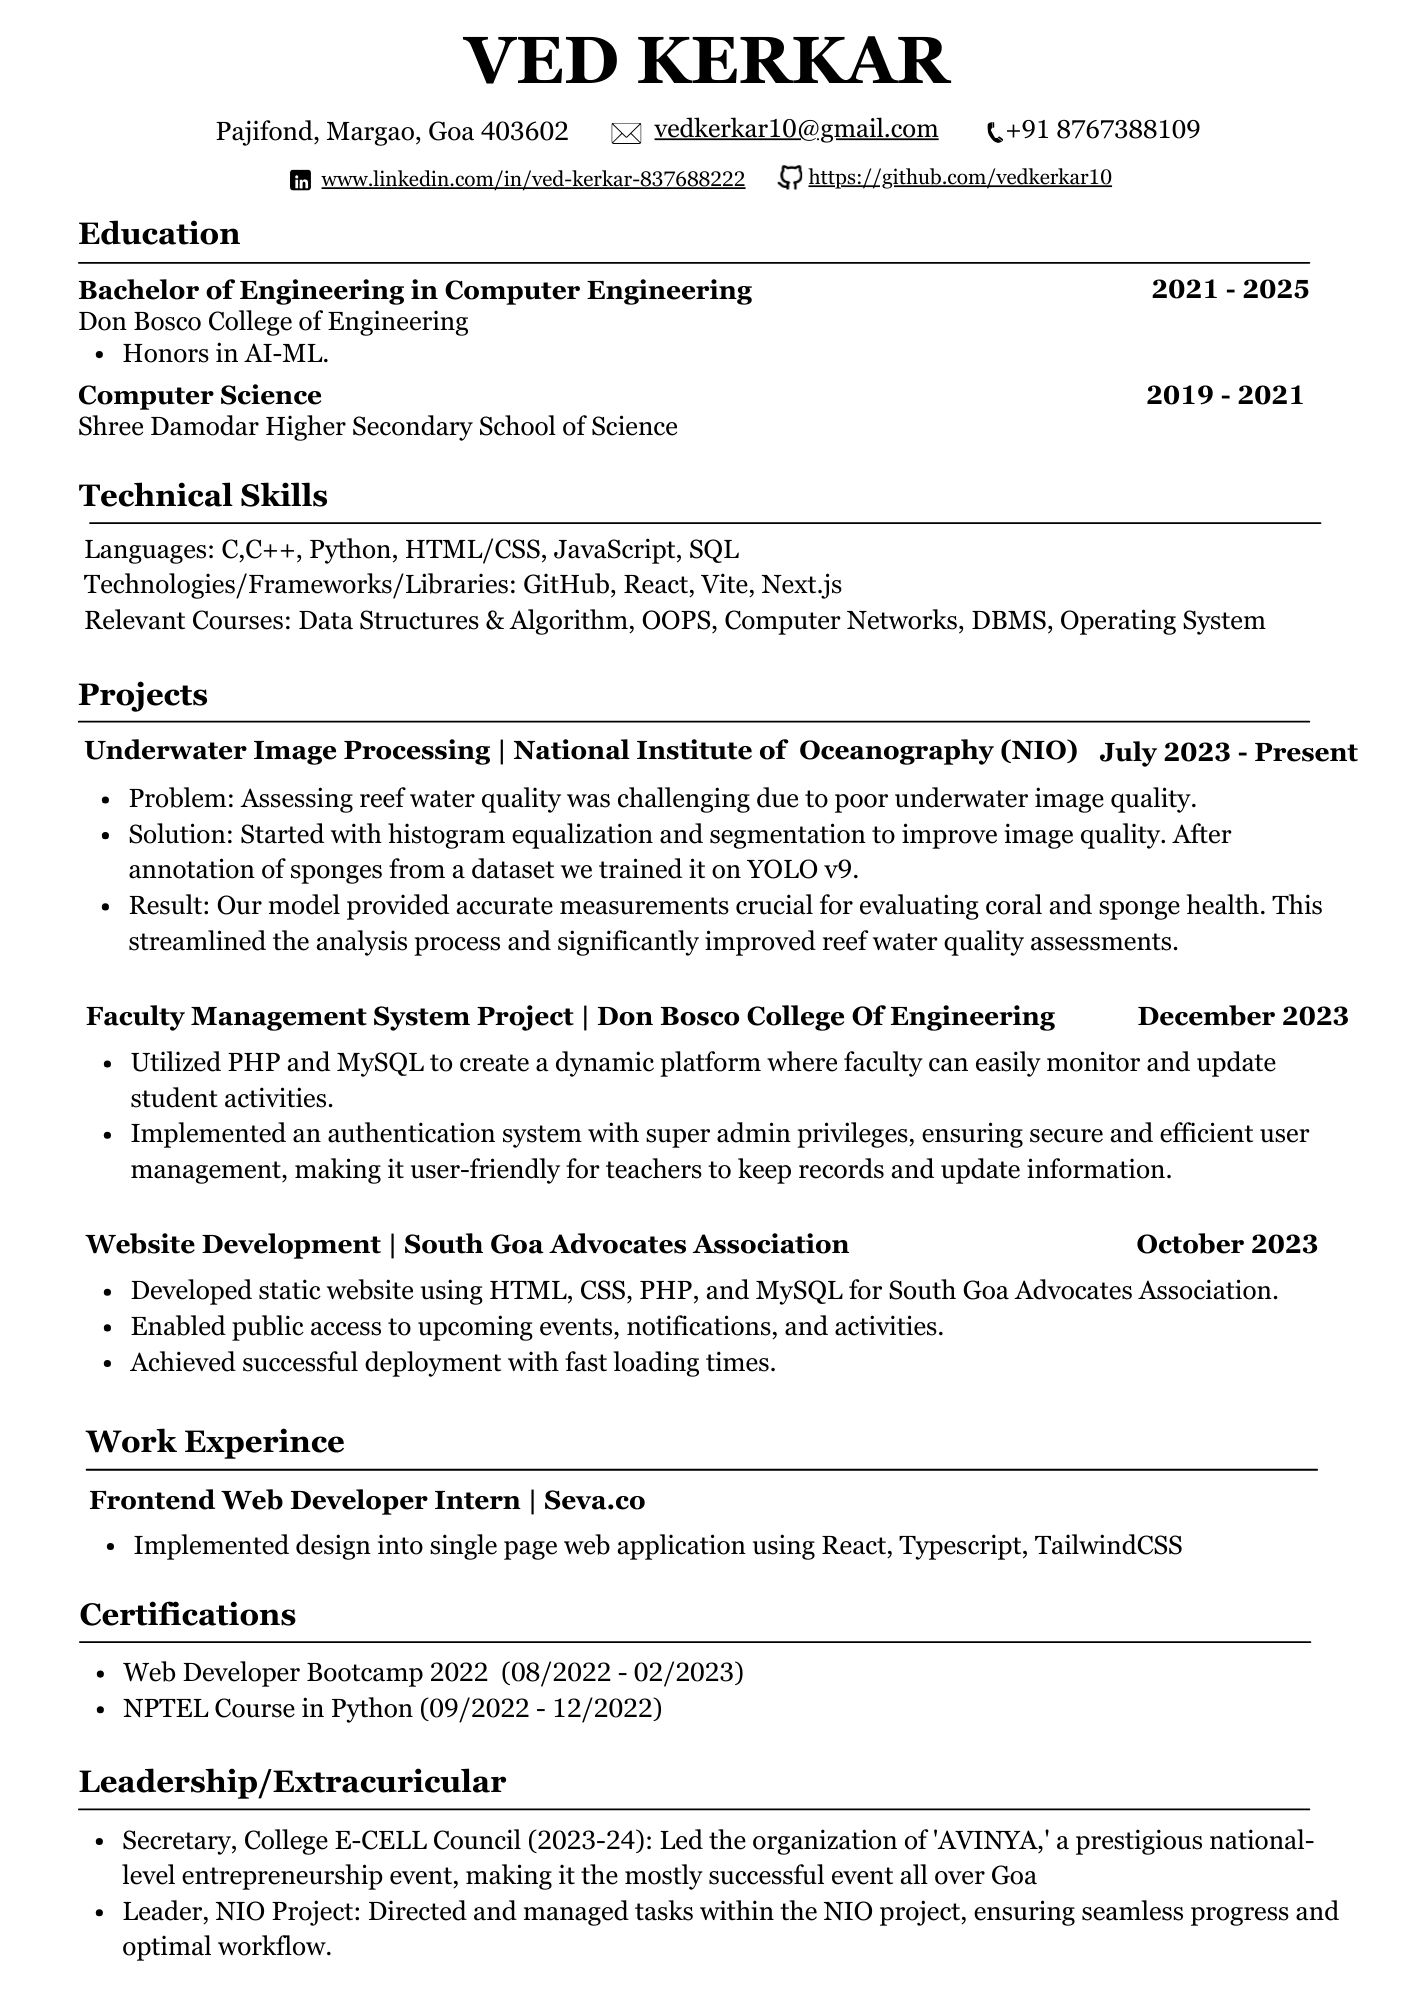 VED KERKAR
Pajifond, Margao, Goa 403602 vedkerkar10@gmail.com +91 8767388109
www.linkedin.com/in/ved-kerkar-837688222 https://github.com/vedkerkar10
Education
Bachelor of Engineering in Computer Engineering 2021 - 2025
Don Bosco College of Engineering
• Honors in AI-ML.
Computer Science 2019 - 2021
Shree Damodar Higher Secondary School of Science
Technical Skills
Languages: C,C++, Python, HTML/CSS, JavaScript, SQL
Technologies/Frameworks/Libraries: GitHub, React, Vite, Next.js
Relevant Courses: Data Structures & Algorithm, OOPS, Computer Networks, DBMS, Operating System
Projects
Underwater Image Processing | National Institute of Oceanography (NIO) July 2023 - Present
• Problem: Assessing reef water quality was challenging due to poor underwater image quality.
• Solution: Started with histogram equalization and segmentation to improve image quality. After
annotation of sponges from a dataset we trained it on YOLO v9.
• Result: Our model provided accurate measurements crucial for evaluating coral and sponge health. This
streamlined the analysis process and significantly improved reef water quality assessments.
Faculty Management System Project | Don Bosco College Of Engineering December 2023
• Utilized PHP and MySQL to create a dynamic platform where faculty can easily monitor and update
student activities.
• Implemented an authentication system with super admin privileges, ensuring secure and efficient user
management, making it user-friendly for teachers to keep records and update information.
Website Development | South Goa Advocates Association October 2023
• Developed static website using HTML, CSS, PHP, and MySQL for South Goa Advocates Association.
• Enabled public access to upcoming events, notifications, and activities.
• Achieved successful deployment with fast loading times.
Work Experince
Frontend Web Developer Intern | Seva.co
• Implemented design into single page web application using React, Typescript, TailwindCSS
Certifications
• Web Developer Bootcamp 2022 (08/2022 - 02/2023)
• NPTEL Course in Python (09/2022 - 12/2022)
Leadership/Extracuricular
• Secretary, College E-CELL Council (2023-24): Led the organization of 'AVINYA,' a prestigious national-
level entrepreneurship event, making it the mostly successful event all over Goa
• Leader, NIO Project: Directed and managed tasks within the NIO project, ensuring seamless progress and
optimal workflow.